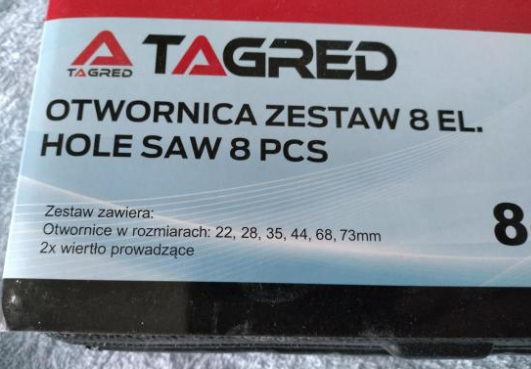 TAGRED
TAGRED
OTWORNICA ZESTAW 8 EL.
HOLE SAW 8 PCS
Zestaw zawiera:
Otwornice w rozmiarach: 22, 28, 35, 44, 68, 73mm
2x wiertło prowadzące
8